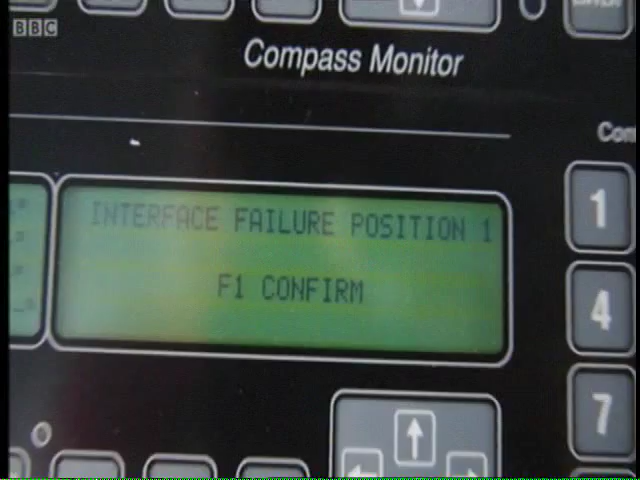 BBC
Compass Monitor
INTERFACE FAILURE POSITION 1
F1 CONFIRM
1
4
7